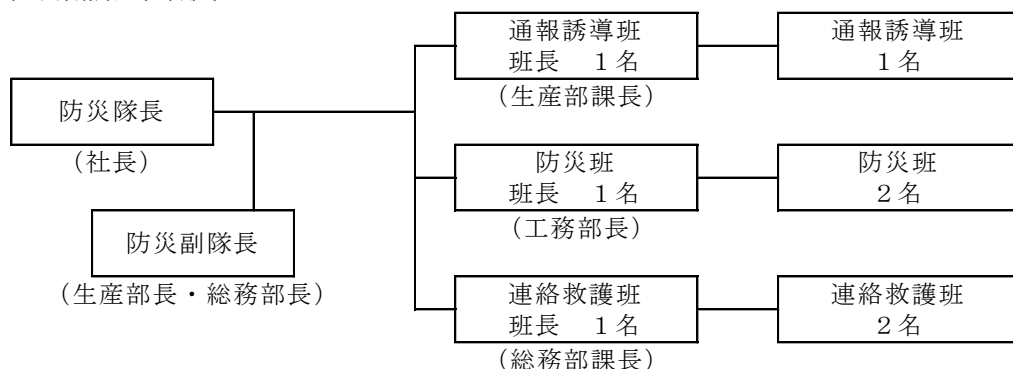 防災隊長
(社長)
防災副隊長
(生産部長・総務部長)
通報誘導班
班長 1名
(生産部課長)
通報誘導班
1名
防災班
班長 1名
(工務部長)
防災班
2名
連絡救護班
班長 1名
(総務部課長)
連絡救護班
2名